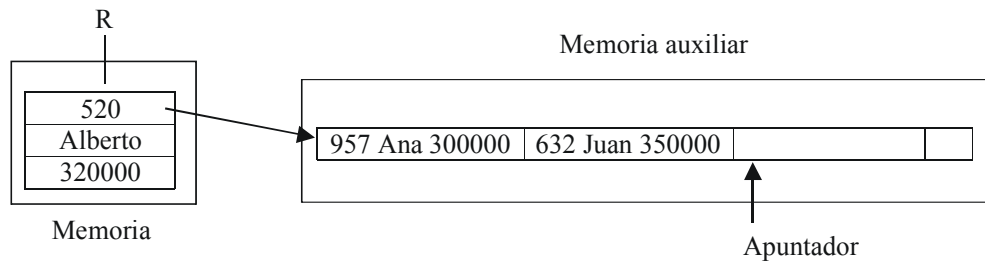 R
520
Alberto
320000
Memoria
Memoria auxiliar
957 Ana 300000 632 Juan 350000
Apuntador